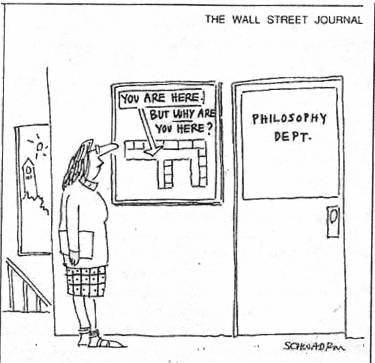 THE WALL STREET JOURNAL
YOU ARE HERE.
BUT WHY ARE
YOU HERE?
PHILOSOPHY
DEPT.